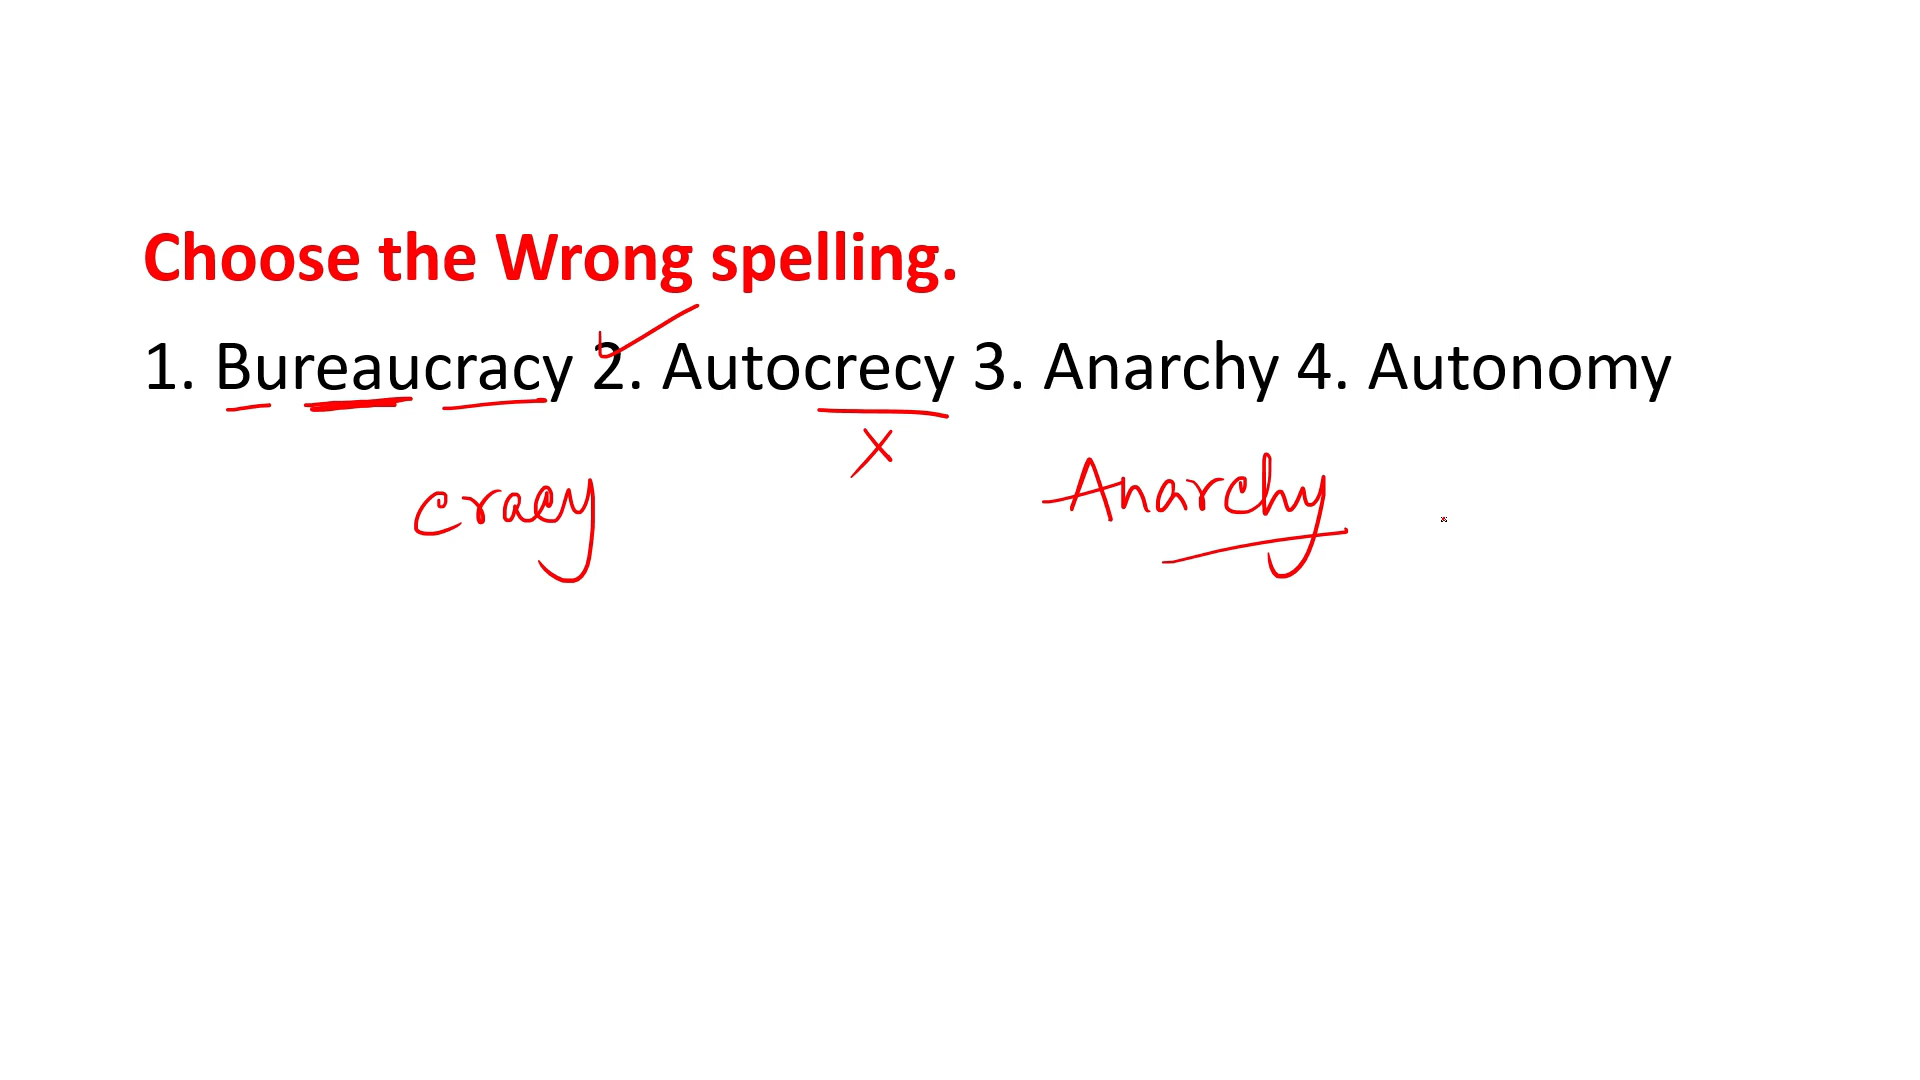 Choose the Wrong spelling.
1. Bureaucracy 2. Autocrecy 3. Anarchy 4. Autonomy
cracy Anarchy